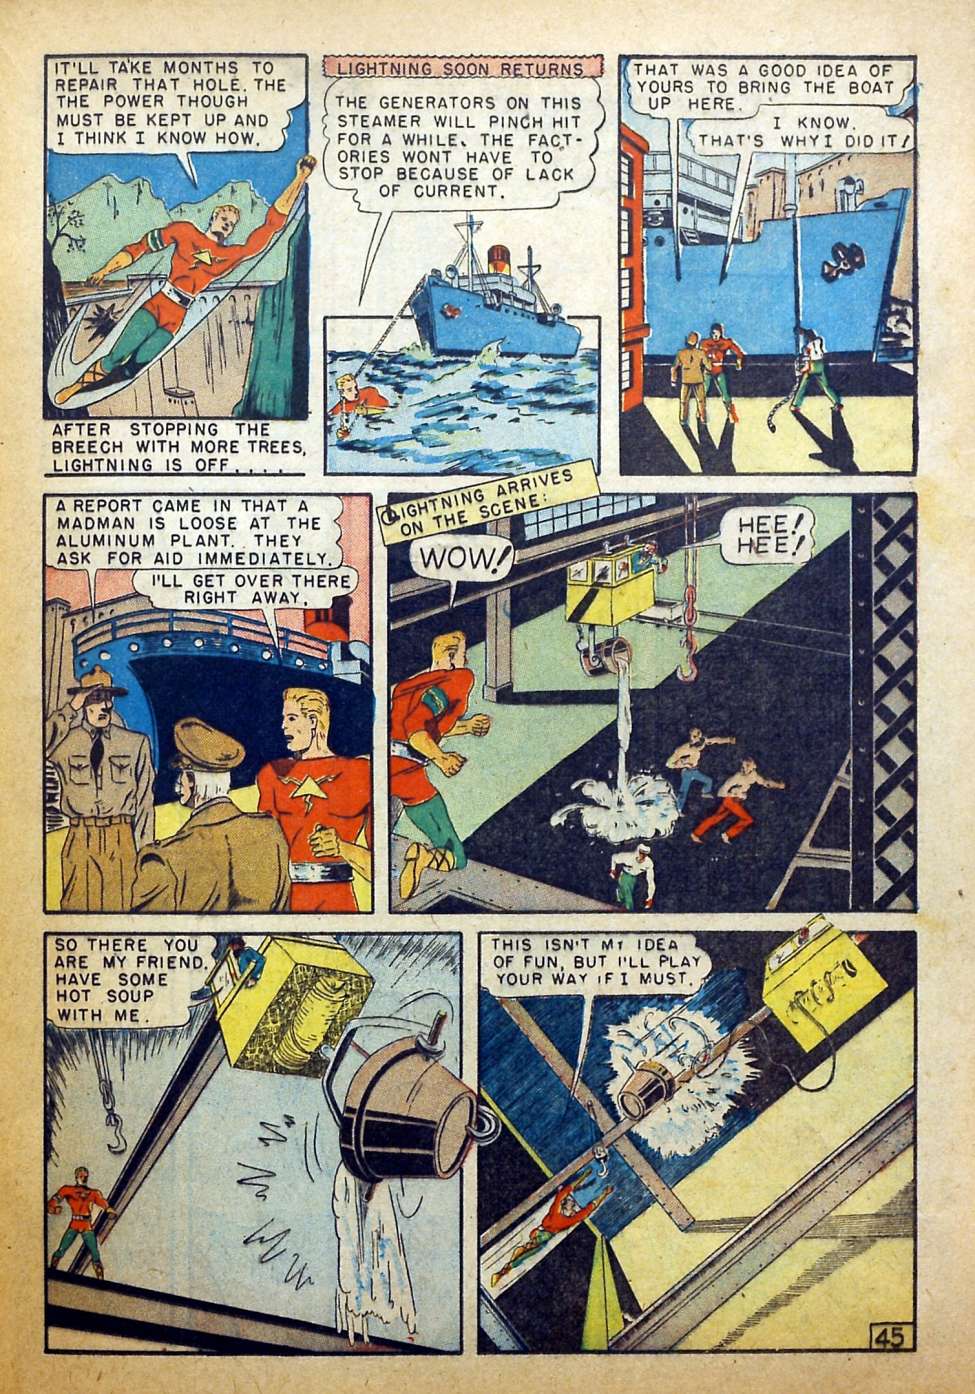 IT'LL TAKE MONTHS TO
REPAIR THAT HOLE. THE
THE POWER THOUGH
MUST BE KEPT UP AND
I THINK I KNOW HOW.
AFTER STOPPING THE
BREECH WITH MORE TREES,
LIGHTNING IS OFF....
LIGHTNING SOON RETURNS
THE GENERATORS ON THIS
STEAMER WILL PINCH HIT
FOR A WHILE. THE FACT-
ORIES WONT HAVE TO
STOP BECAUSE OF LACK
OF CURRENT.
THAT WAS A GOOD IDEA OF
YOURS TO BRING THE BOAT
UP HERE.
I KNOW.
THAT'S WHY I DID IT!
A REPORT CAME IN THAT A
MADMAN IS LOOSE AT THE
ALUMINUM PLANT. THEY
ASK FOR AID IMMEDIATELY.
I'LL GET OVER THERE
RIGHT AWAY.
LIGHTNING ARRIVES
ON THE SCENE:
WOW!
HEE!
HEE!
SO THERE YOU
ARE MY FRIEND.
HAVE SOME
HOT SOUP
WITH ME.
THIS ISN'T MY IDEA
OF FUN, BUT I'LL PLAY
YOUR WAY IF I MUST.
45